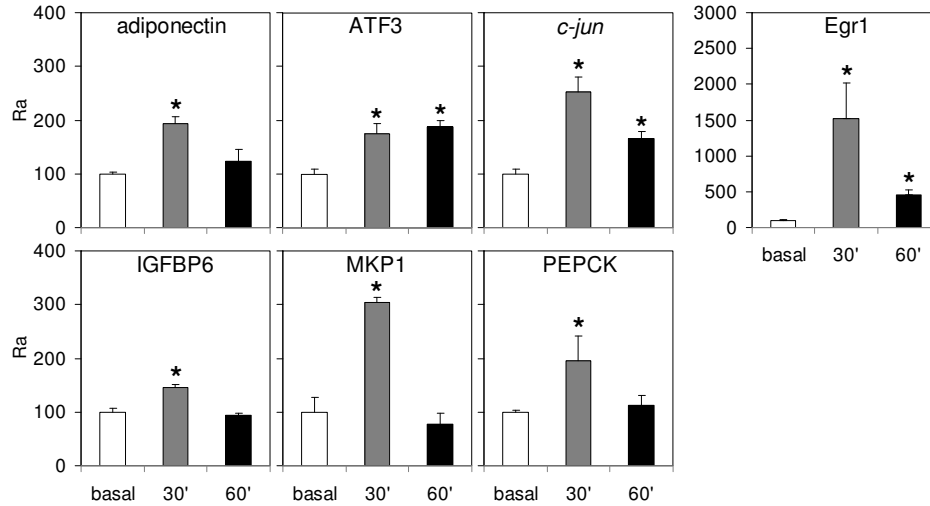 adiponectin
400
300
200
100
0
Ra
*
ATF3
* *
c-jun
* *
Egr1
3000
2500
2000
1500
1000
500
0
* *
basal 30' 60'
IGFBP6
400
300
200
100
0
Ra
*
basal 30' 60'
MKP1
*
basal 30' 60'
PEPCK
*
basal 30' 60'